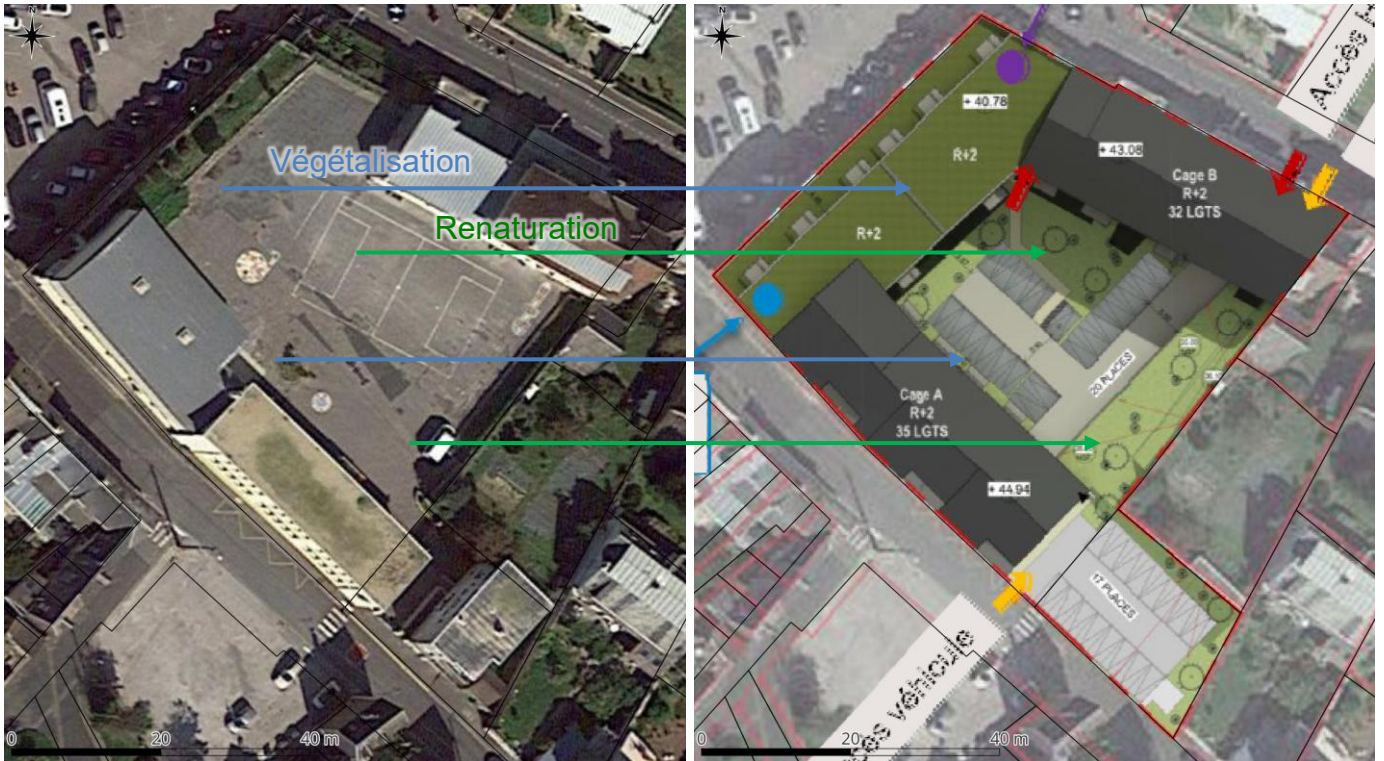 N
N
Végétalisation
Renaturation
0 20 40 m
Accès
+ 40.78
R+2
+ 43.08
Cage B
R+2
32 LGTS
R+2
20 PLACES
Cage A
R+2
35 LGTS
+ 44.94
17 PLACES
0 20 40 m